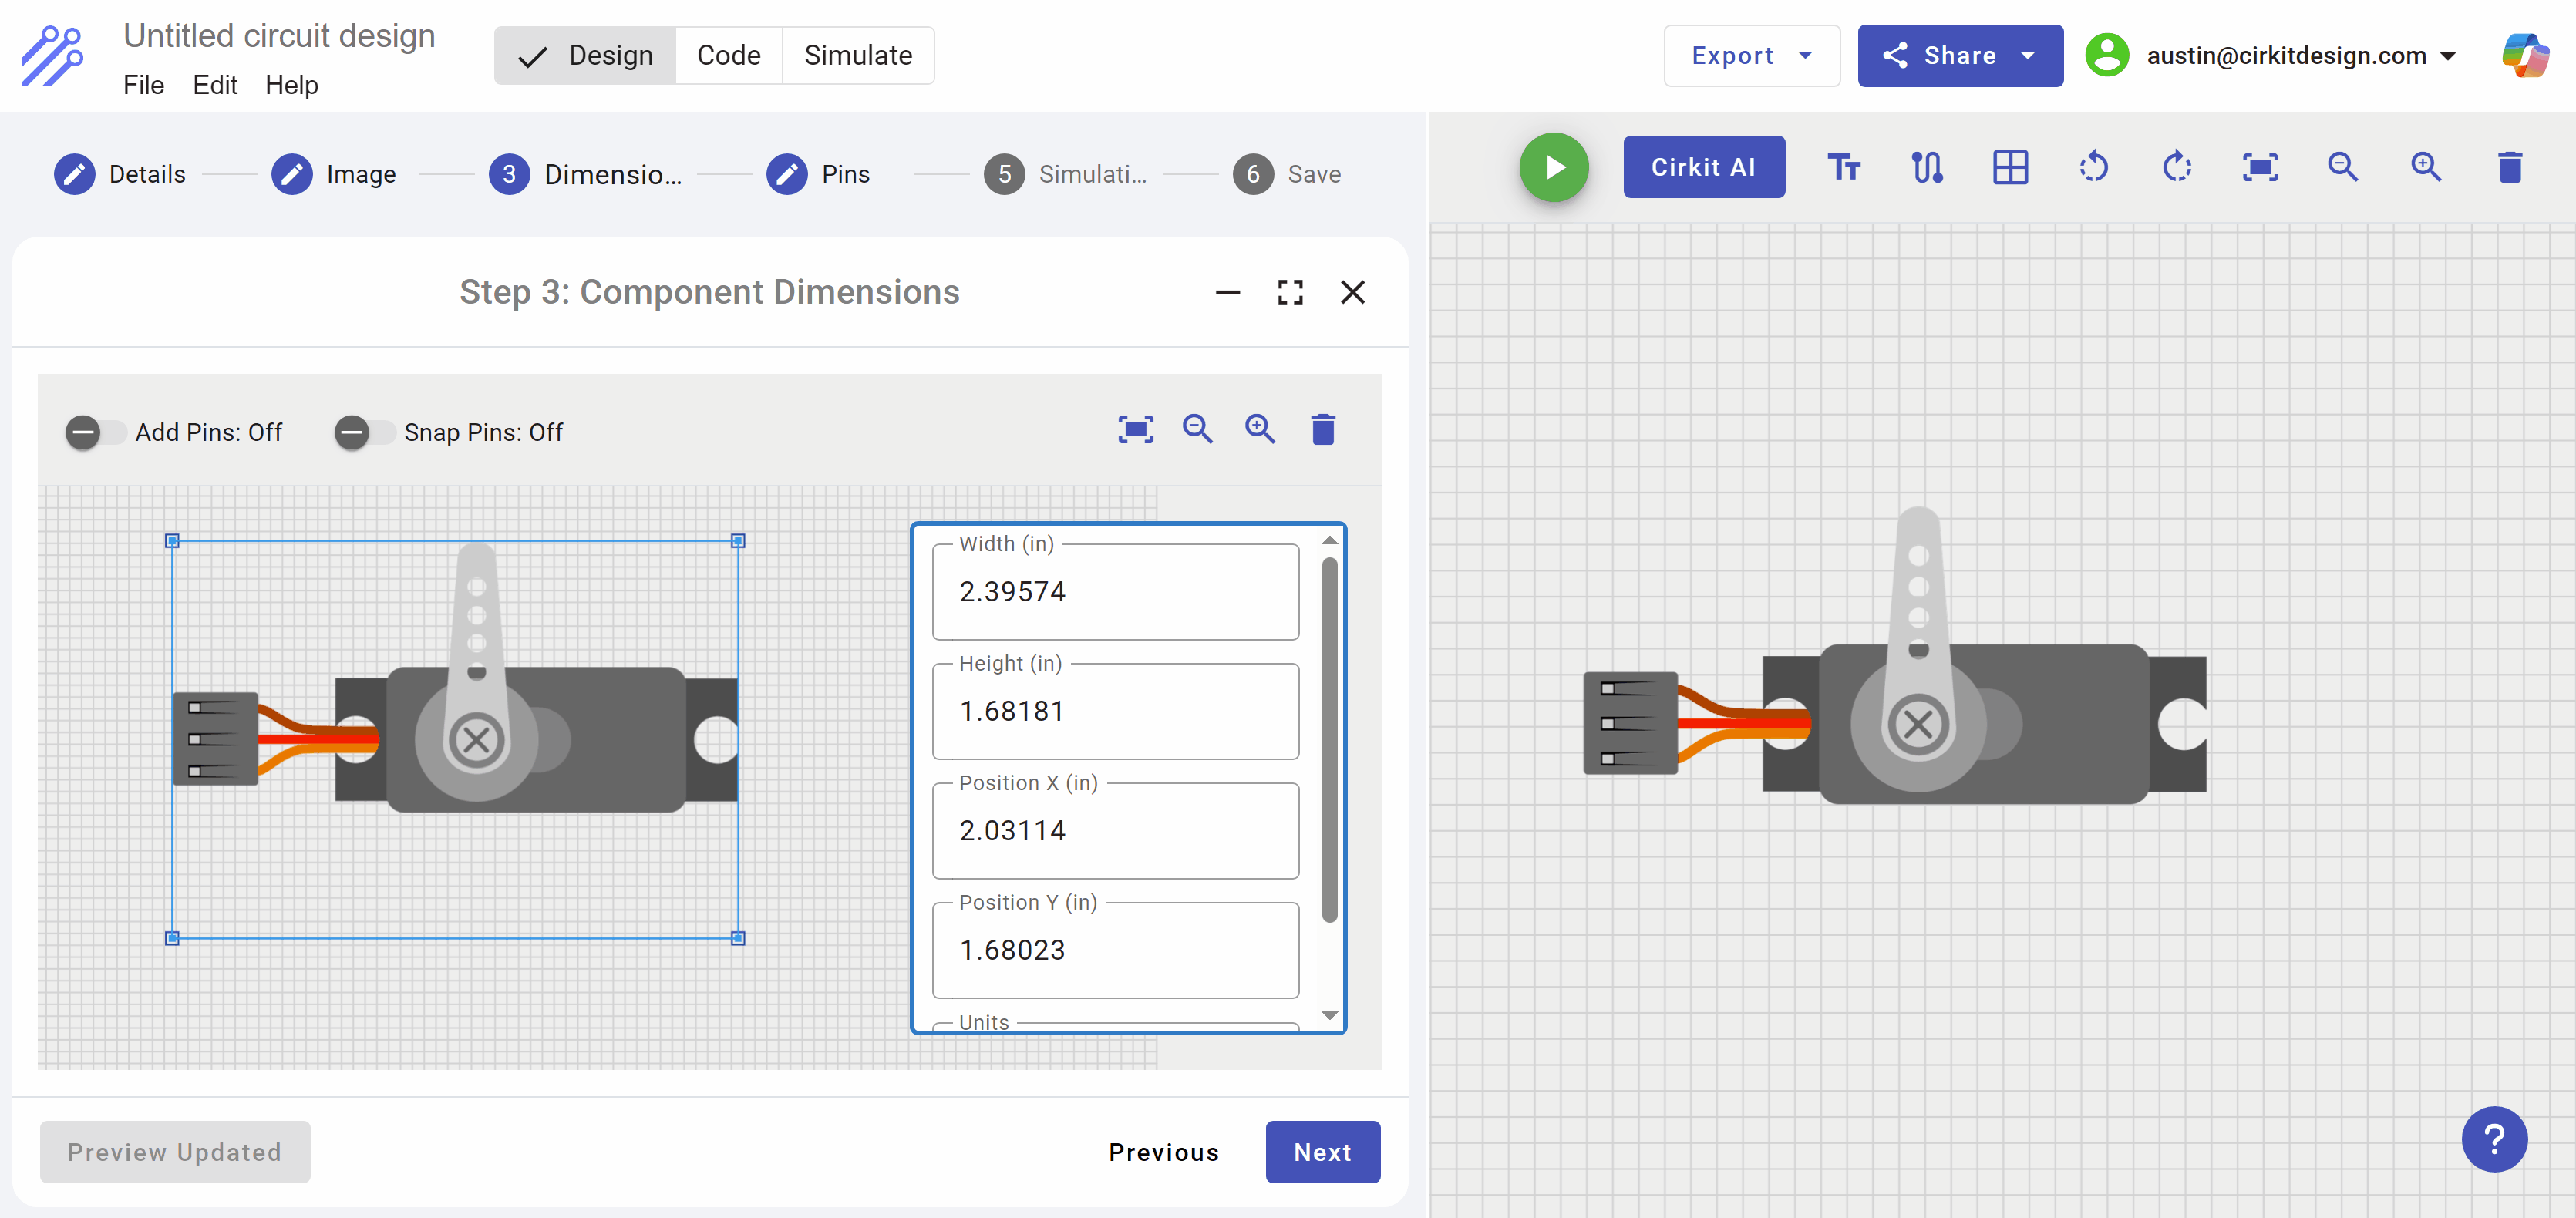 Untitled circuit design
File Edit Help
Design Code Simulate
Export Share austin@cirkitdesign.com
Details Image 3 Dimensio... Pins 5 Simulati... 6 Save
Cirkit AI
Step 3: Component Dimensions
Add Pins: Off Snap Pins: Off
Width (in)
2.39574
Height (in)
1.68181
Position X (in)
2.03114
Position Y (in)
1.68023
Units
Preview Updated Previous Next
?